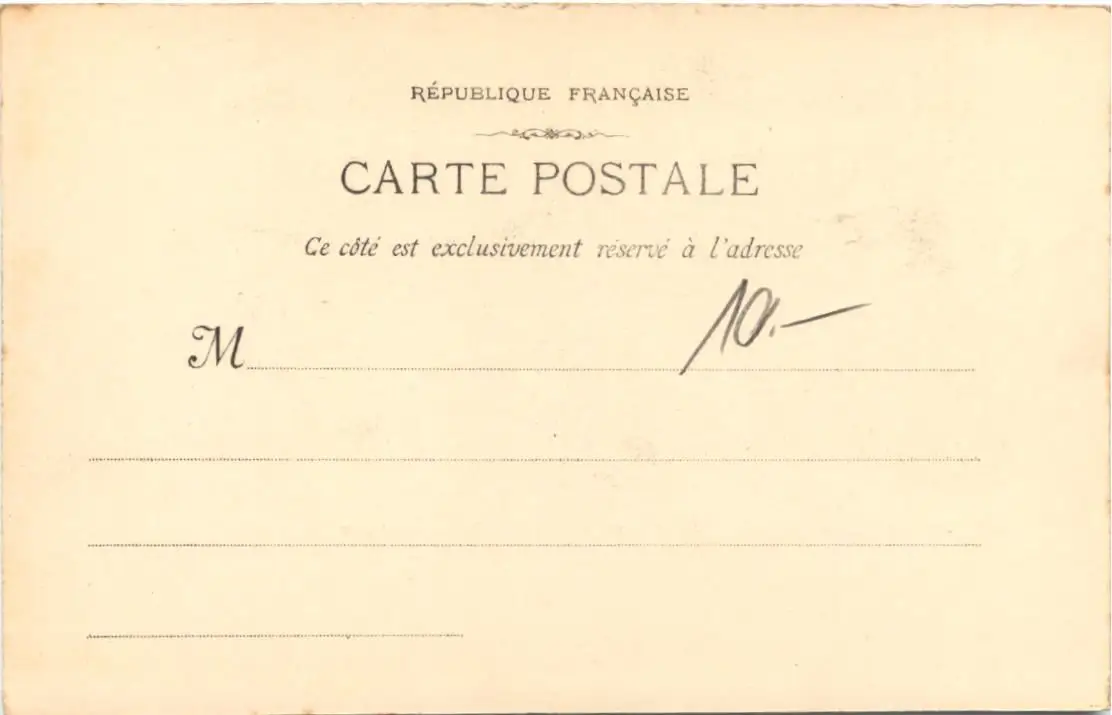 RÉPUBLIQUE FRANÇAISE
CARTE POSTALE
Ce côté est exclusivement réservé à l'adresse
10.—
M